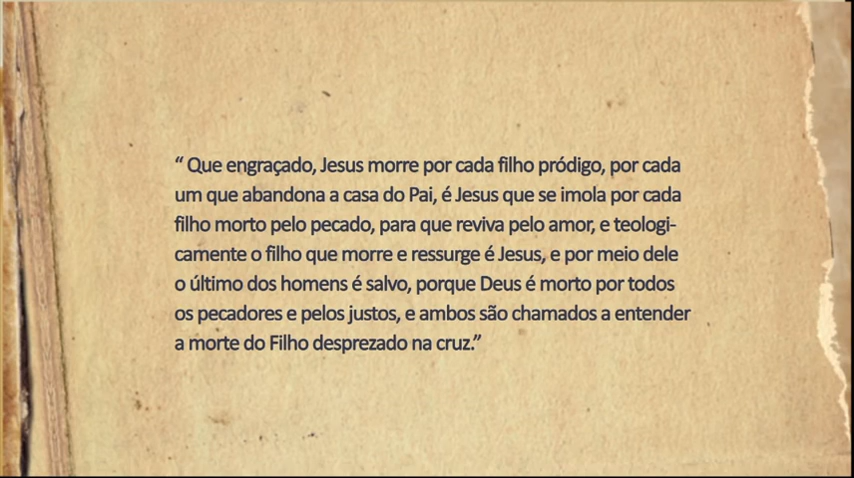 “ Que engraçado, Jesus morre por cada filho pródigo, por cada
um que abandona a casa do Pai, é Jesus que se imola por cada
filho morto pelo pecado, para que reviva pelo amor, e teologi-
camente o filho que morre e ressurge é Jesus, e por meio dele
o último dos homens é salvo, porque Deus é morto por todos
os pecadores e pelos justos, e ambos são chamados a entender
a morte do Filho desprezado na cruz.”